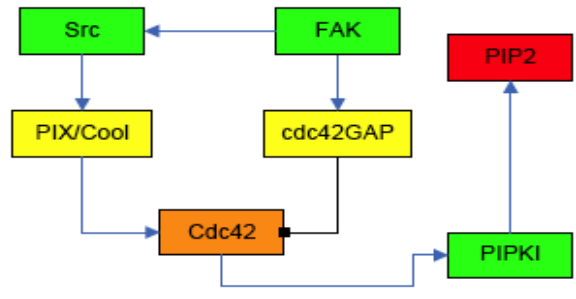 Src
FAK
PIP2
PIX/Cool
cdc42GAP
Cdc42
PIPKI